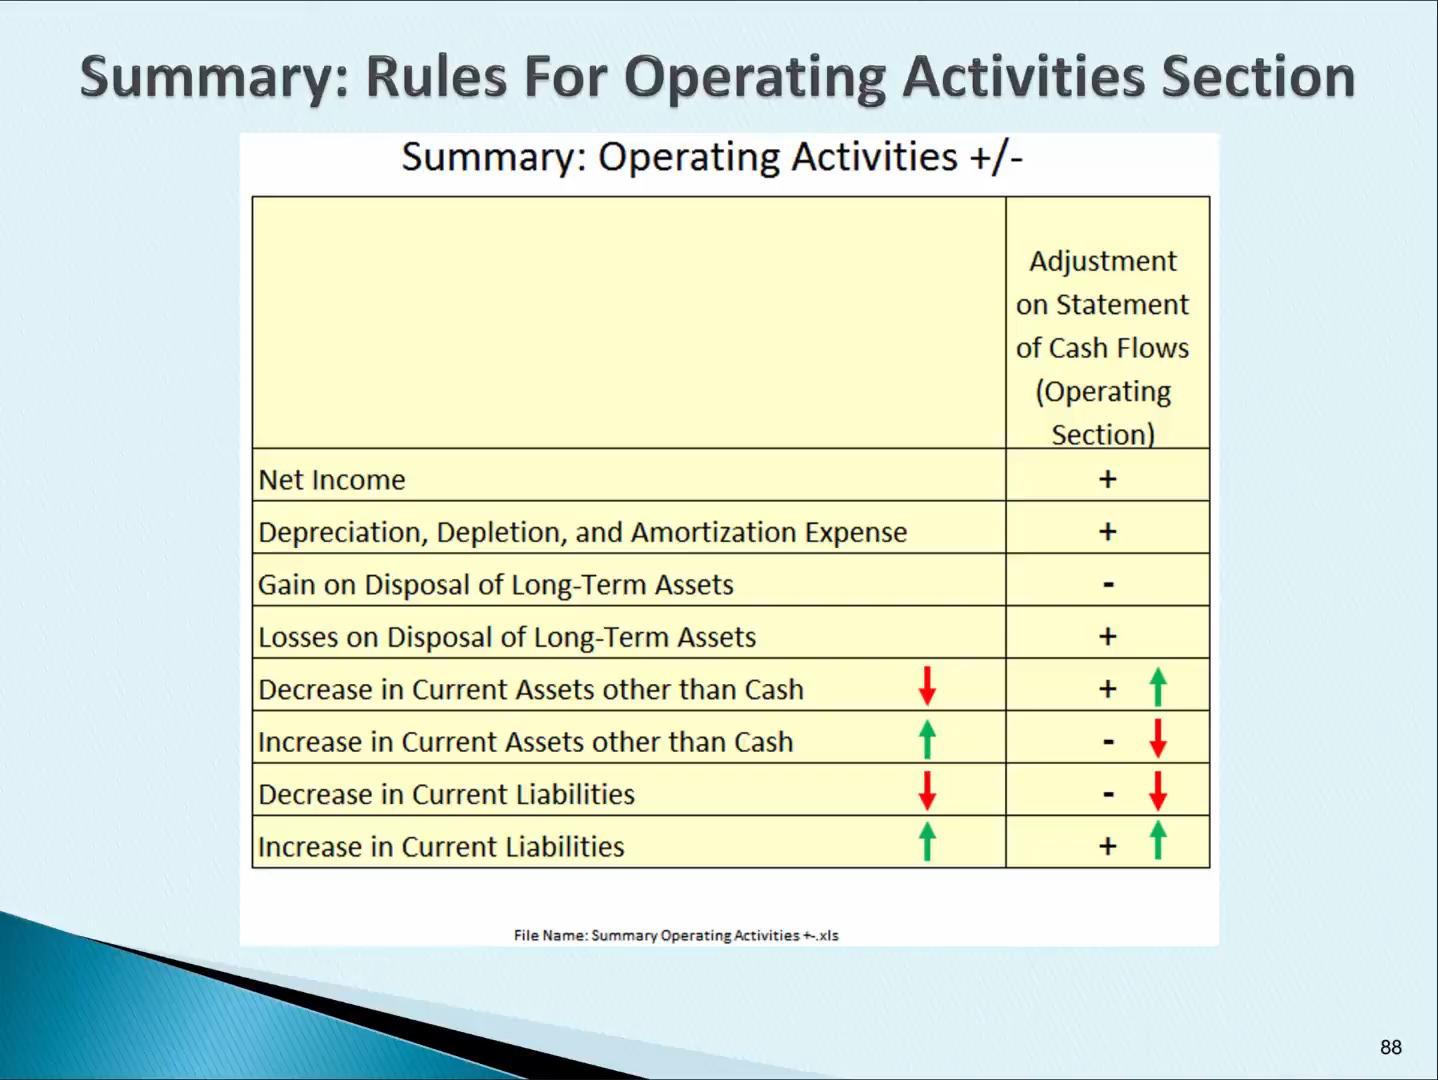 Summary: Rules For Operating Activities Section
Summary: Operating Activities +/-
Adjustment
on Statement
of Cash Flows
(Operating
Section)
Net Income +
Depreciation, Depletion, and Amortization Expense +
Gain on Disposal of Long-Term Assets -
Losses on Disposal of Long-Term Assets +
Decrease in Current Assets other than Cash +
Increase in Current Assets other than Cash -
Decrease in Current Liabilities -
Increase in Current Liabilities +
File Name: Summary Operating Activities +-.xls
88